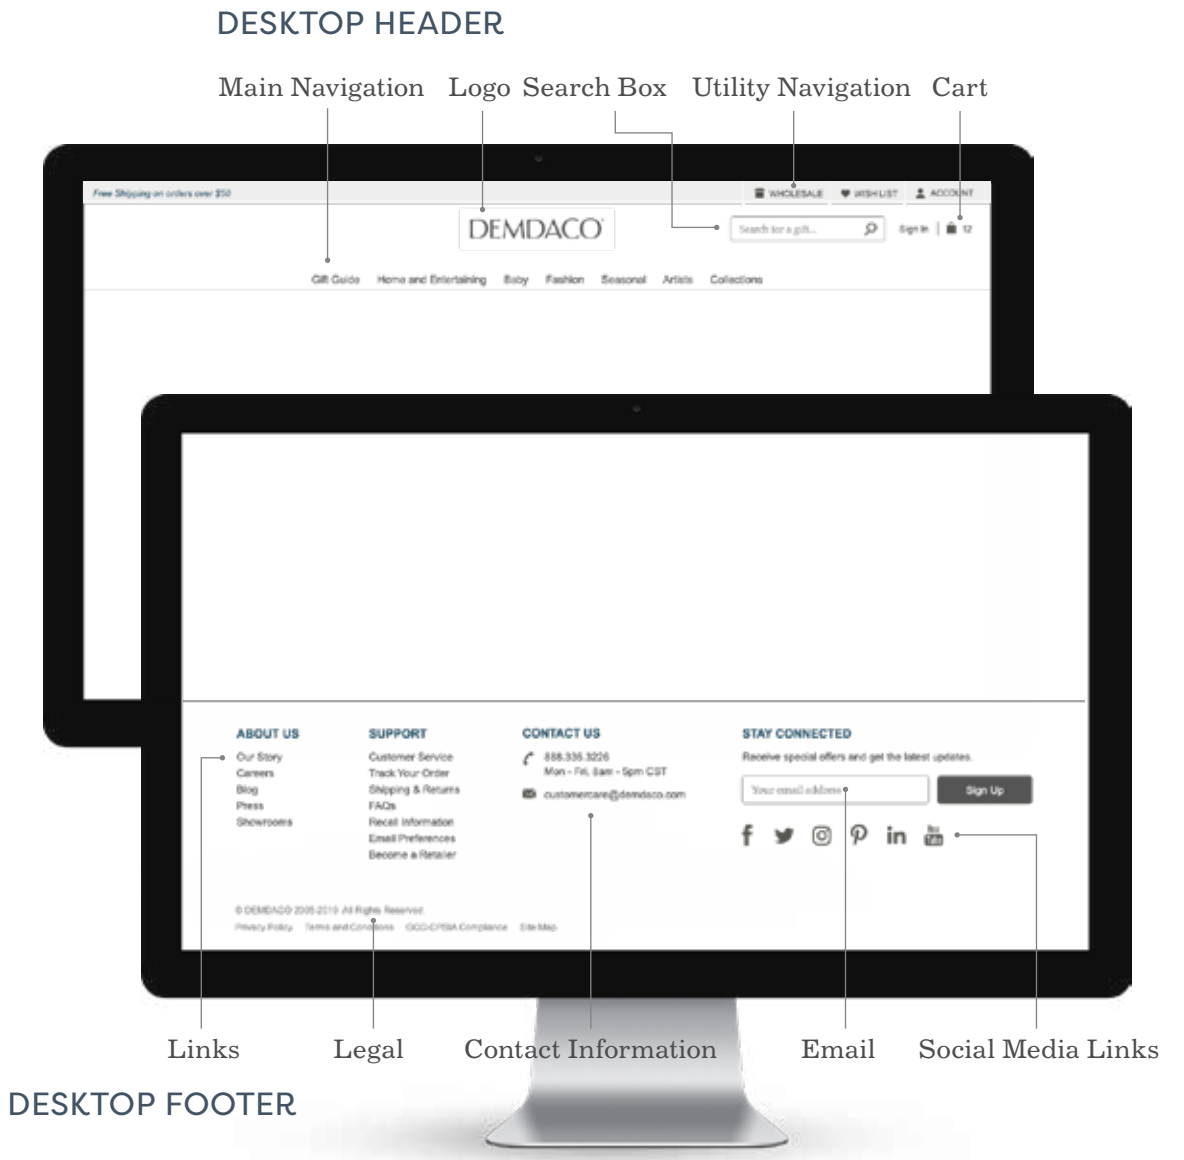 DESKTOP HEADER
Main Navigation Logo Search Box Utility Navigation Cart
Free Shipping on orders over $50
WHOLESALE WISH LIST ACCOUNT
DEMDACO
Search for a gift...
Sign In | 12
Gift Guide Home and Entertaining Baby Fashion Seasonal Artists Collections
ABOUT US
Our Story
Careers
Blog
Press
Showrooms
SUPPORT
Customer Service
Track Your Order
Shipping & Returns
FAQs
Recall Information
Email Preferences
Become a Retailer
CONTACT US
888.336.3226
Mon - Fri, 8am - 5pm CST
customercare@demdaco.com
STAY CONNECTED
Receive special offers and get the latest updates.
Your email address
Sign Up
You Tube
© DEMDACO 2005-2019 All Rights Reserved.
Privacy Policy Terms and Conditions GCC-CPSIA Compliance Site Map
Links Legal Contact Information Email Social Media Links
DESKTOP FOOTER